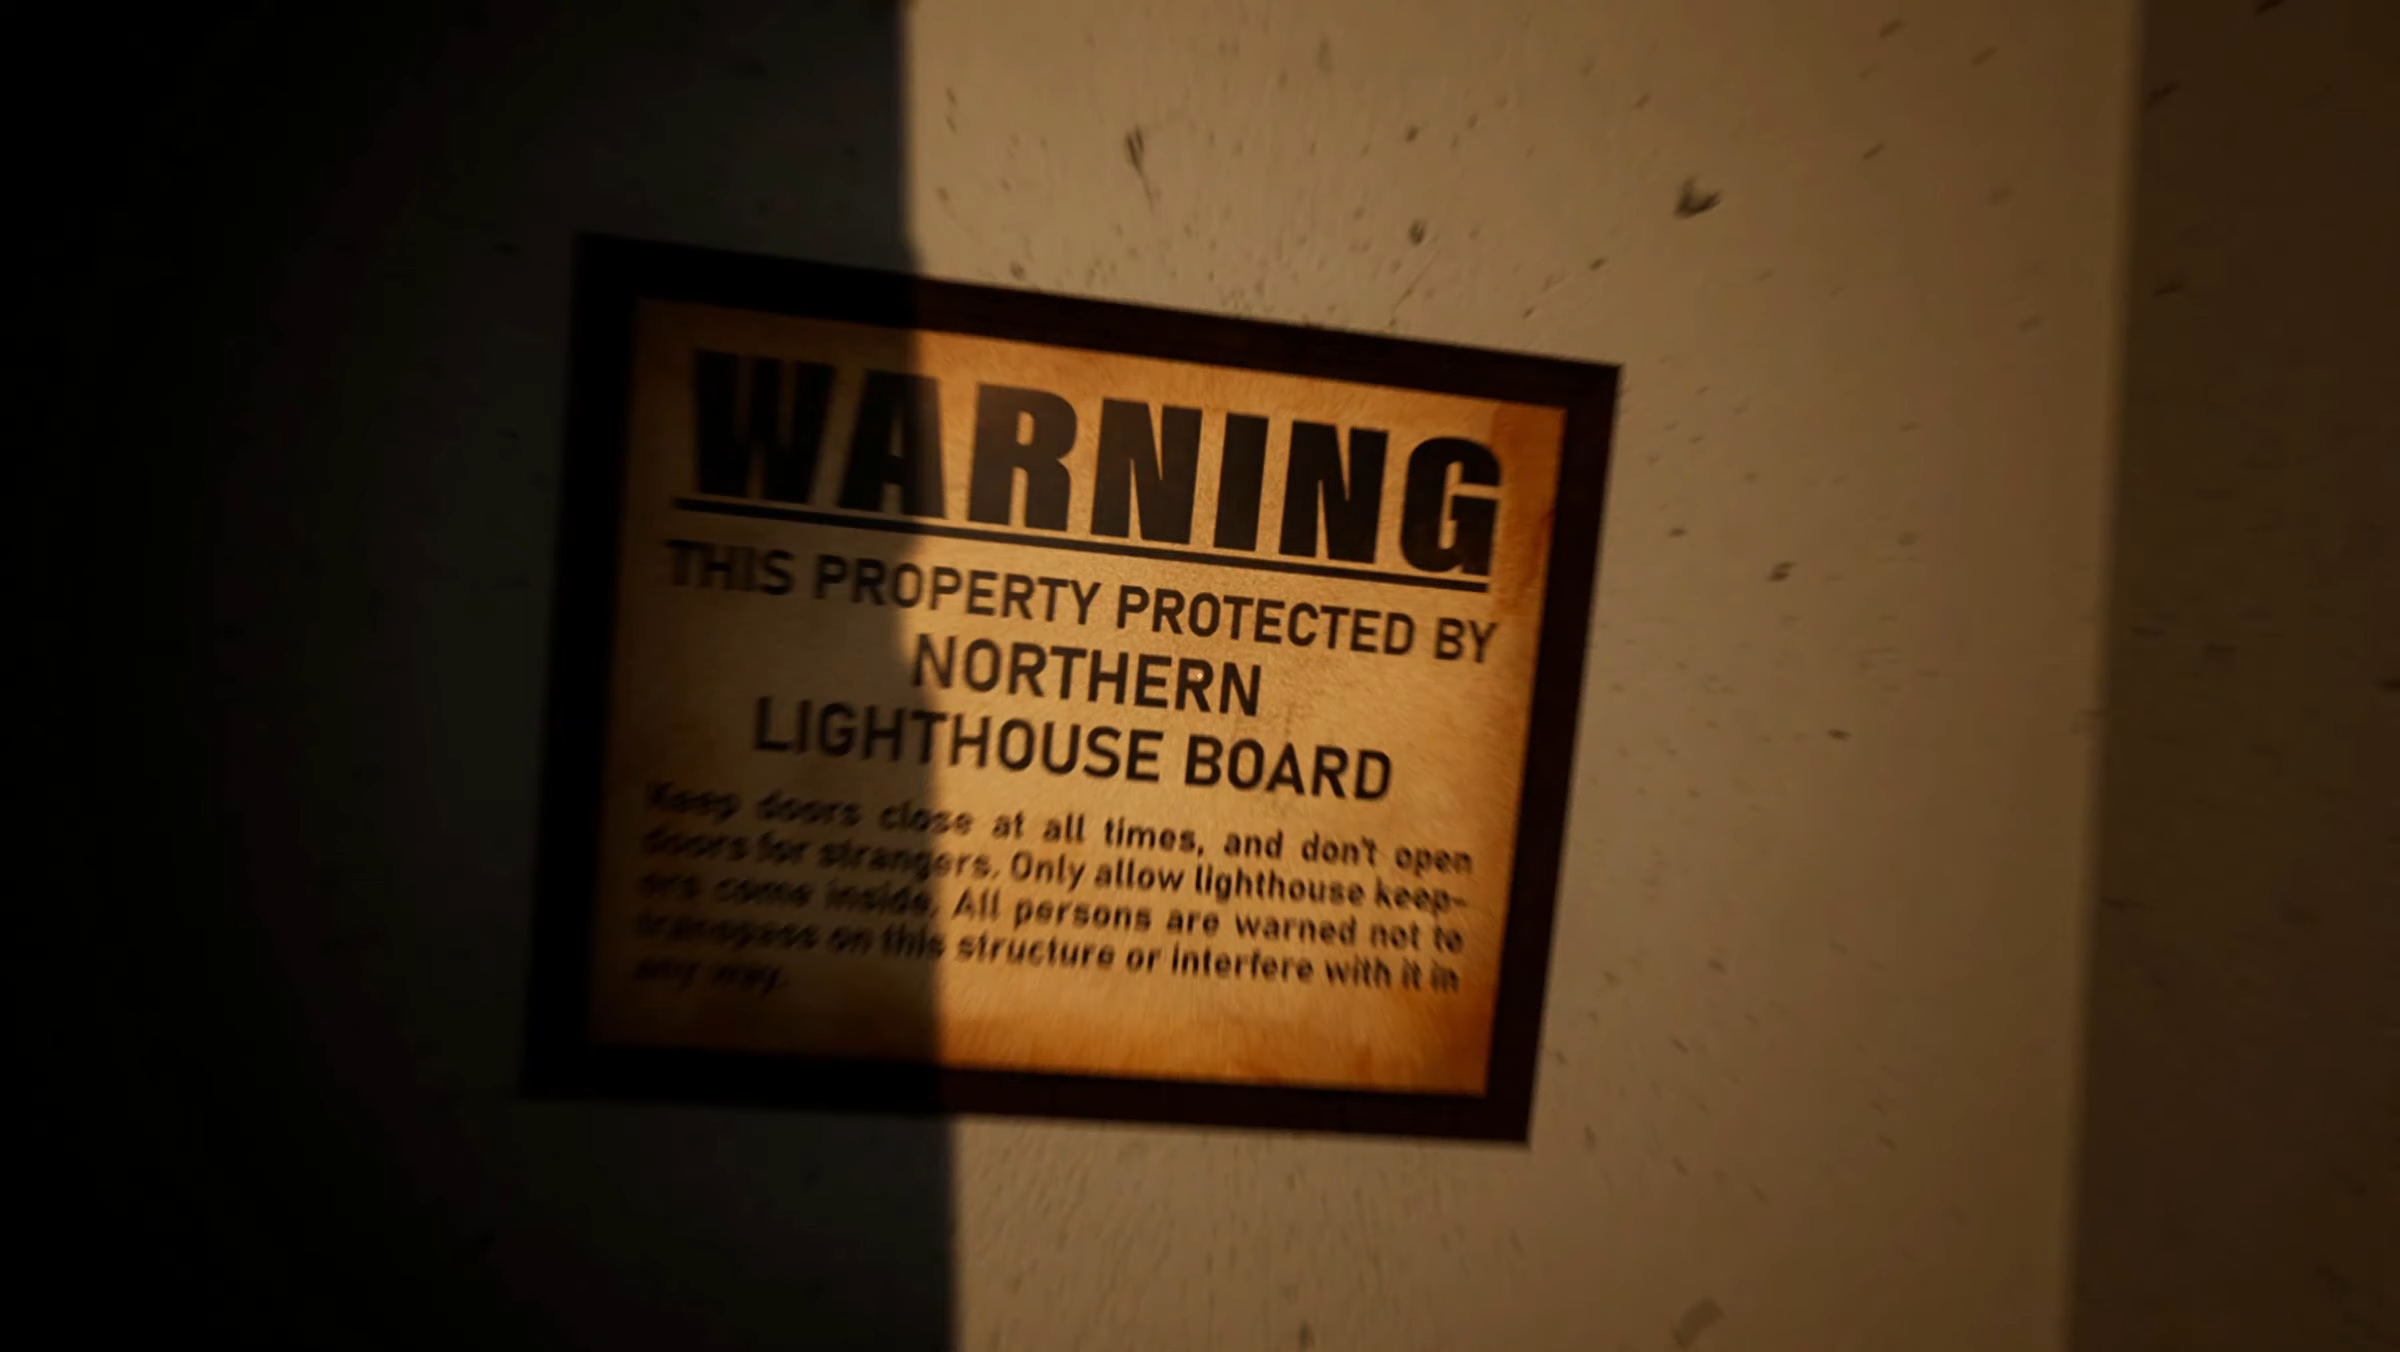 WARNING
THIS PROPERTY PROTECTED BY
NORTHERN
LIGHTHOUSE BOARD
Keep doors close at all times, and don't open
doors for strangers. Only allow lighthouse keep-
ers come inside. All persons are warned not to
on this structure or interfere with it in
any way.